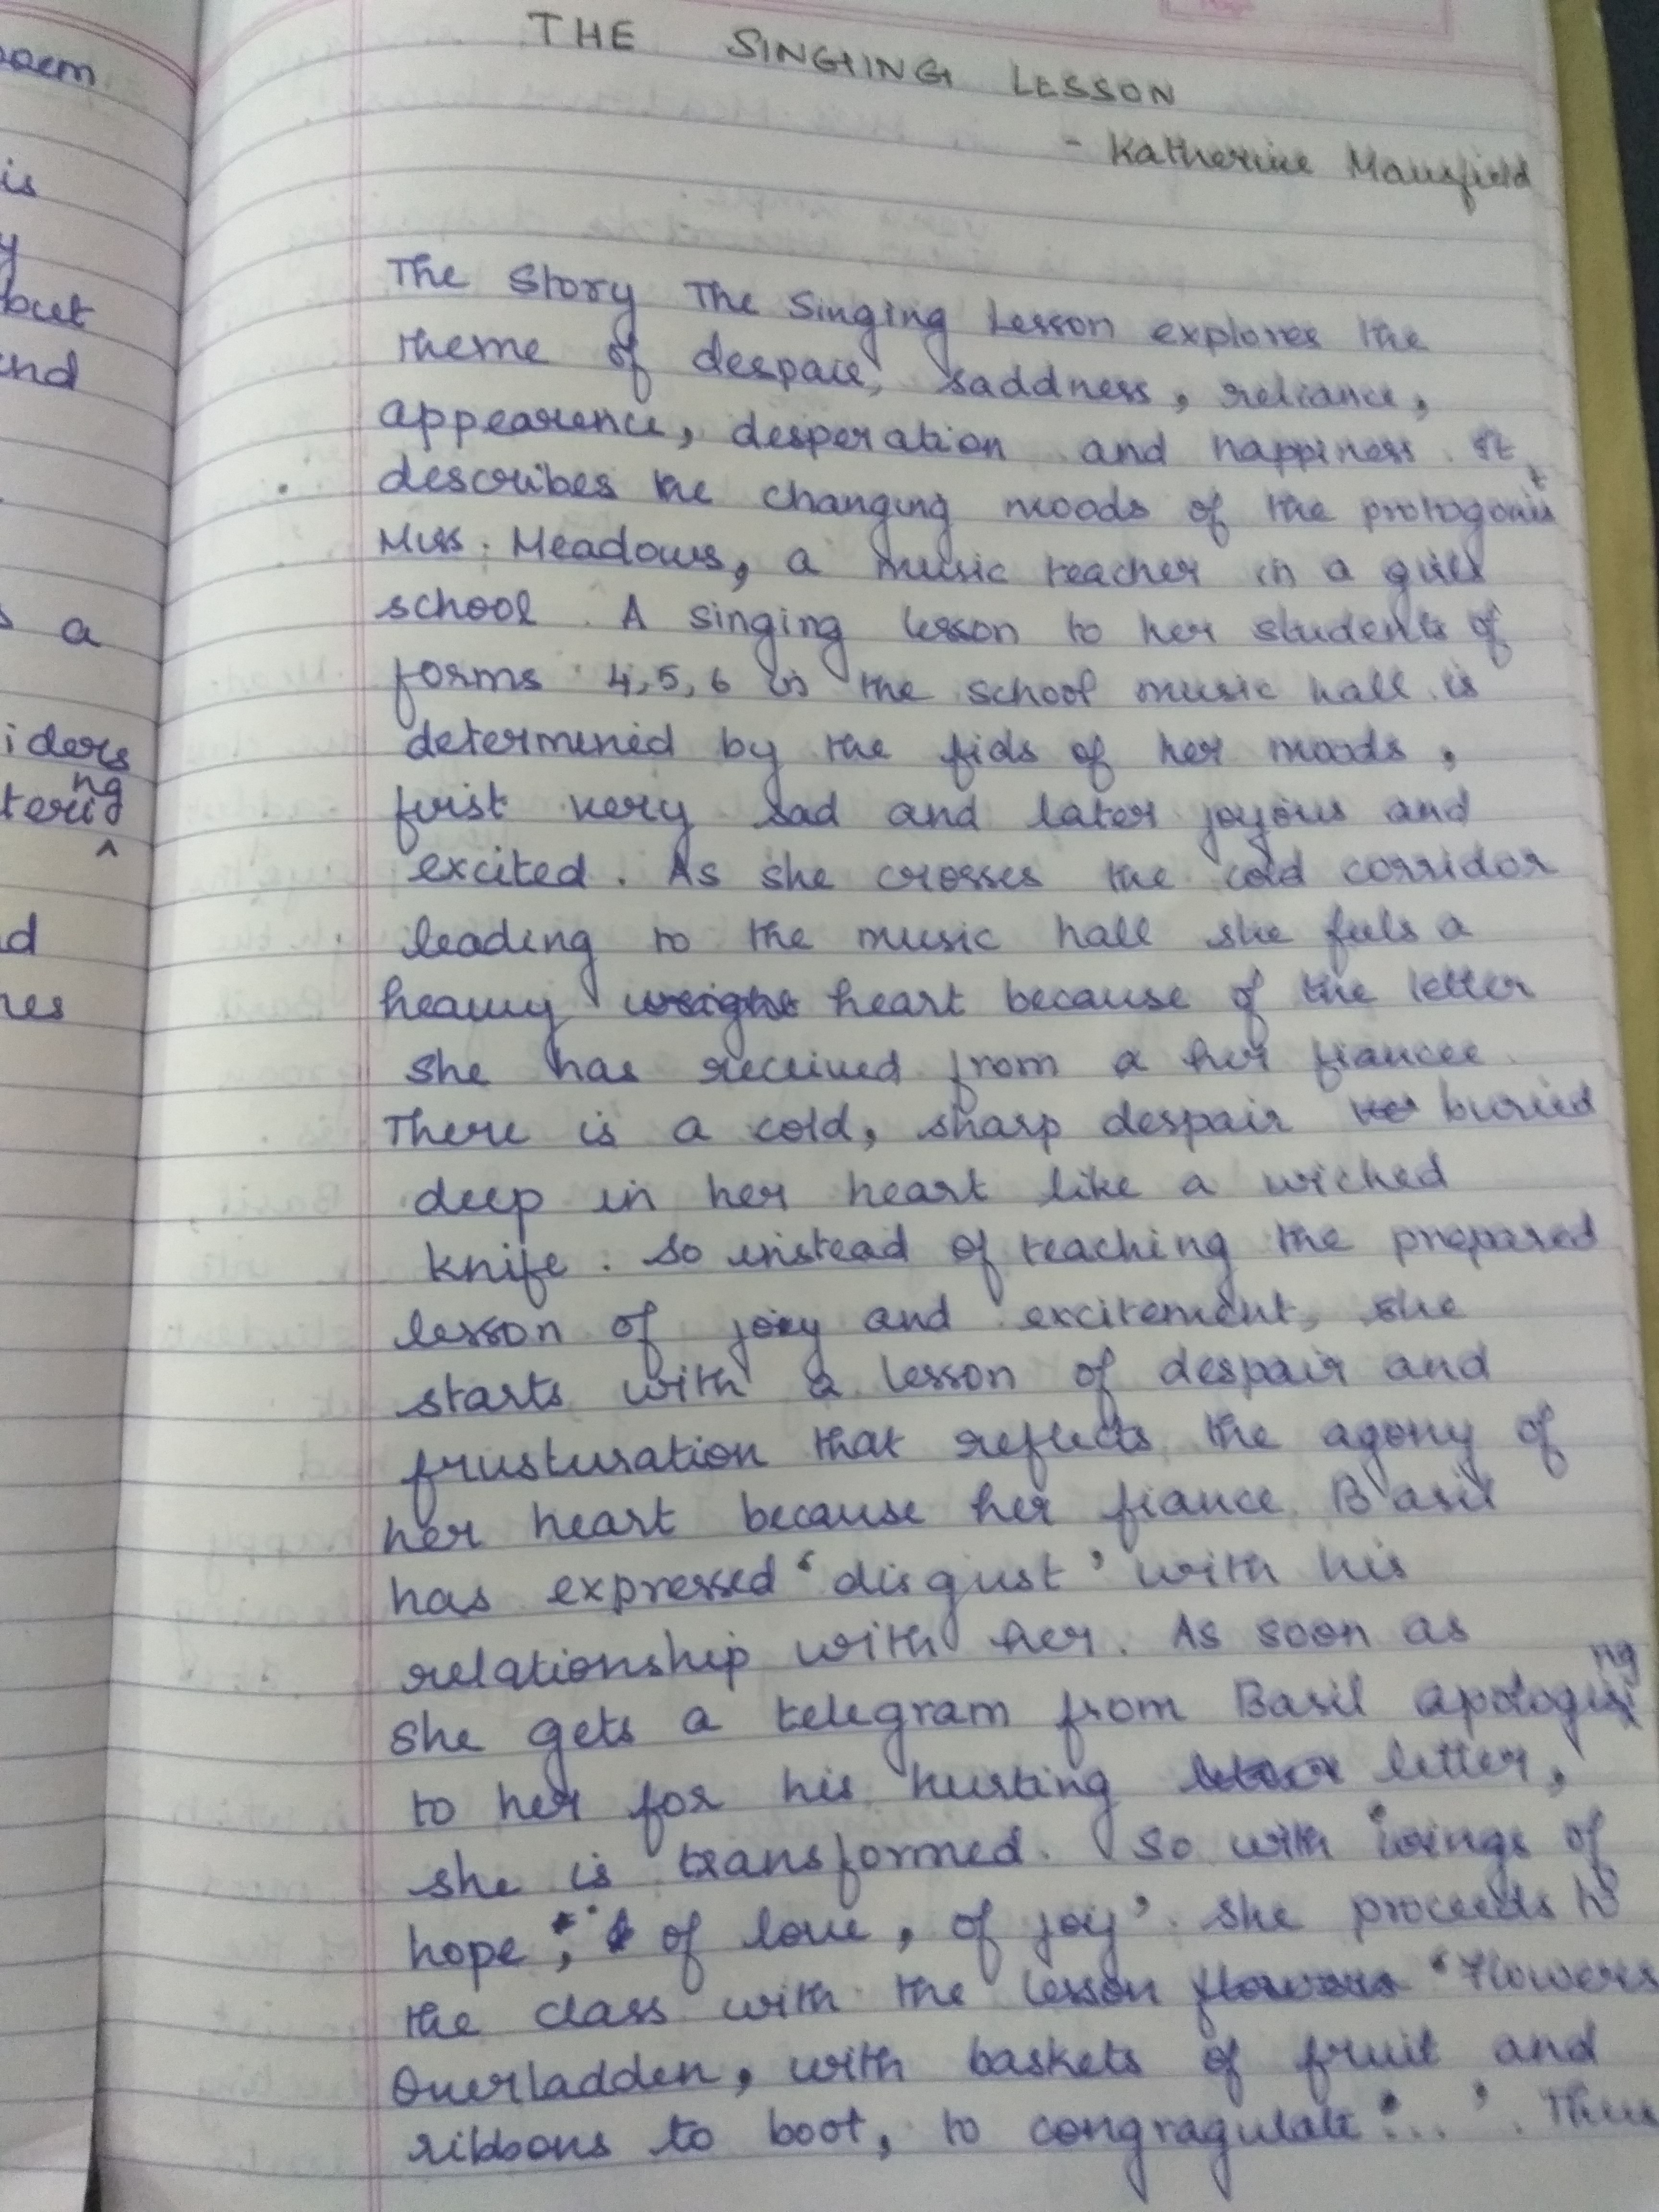 oem
is
y
but
end
s a
iders
ng
terig
^
d
nes
THE SINGING LESSON
- Katherine Mansfield
The Story The Singing Lesson explores the
theme of despair, saddness, reliance,
appearence, desperation and happiness. It
describes the changing moods of the protogonist
Miss. Meadows, a music teacher in a girls
school. A singing lesson to her students of
forms 4,5,6 in the school music hall is
determined by the fids of her moods,
first very sad and later joyous and
excited. As she crosses the cold corridor
leading to the music hall she feels a
heavy weight heart because of the letter
she has received from a her fiancee.
There is a cold, sharp despair buried
deep in her heart like a wicked
knife. So instead of teaching the prepared
lesson of joy and excitement, she
starts with a lesson of despair and
frusturation that reflects the agony of
her heart because her fiance Basil
has expressed 'disgust' with his
relationship with her. As soon as
she gets a telegram from Basil apologising
to her for his hurting letter,
she is transformed. So with 'wings of
hope, of love, of joy'. she proceeds to
the class with the lesson flowers 'Flowers
Overladden, with baskets of fruit and
ribbons to boot, to congragulate...'. Thus